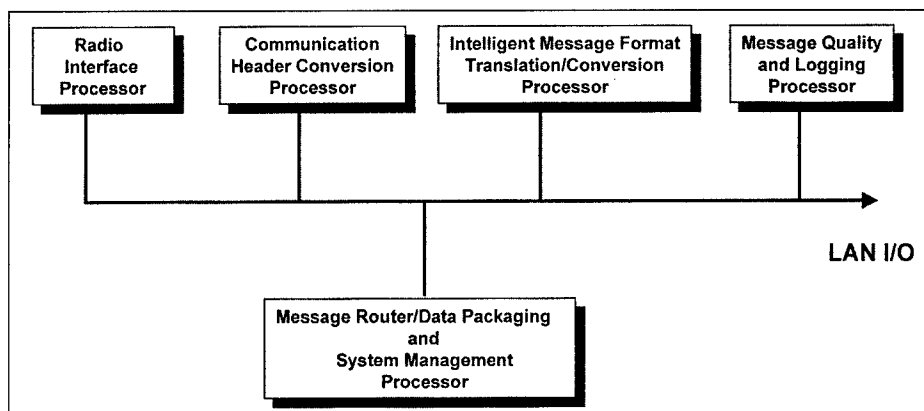 Radio
Interface
Processor
Communication
Header Conversion
Processor
Intelligent Message Format
Translation/Conversion
Processor
Message Quality
and Logging
Processor
LAN I/O
Message Router/Data Packaging
and
System Management
Processor